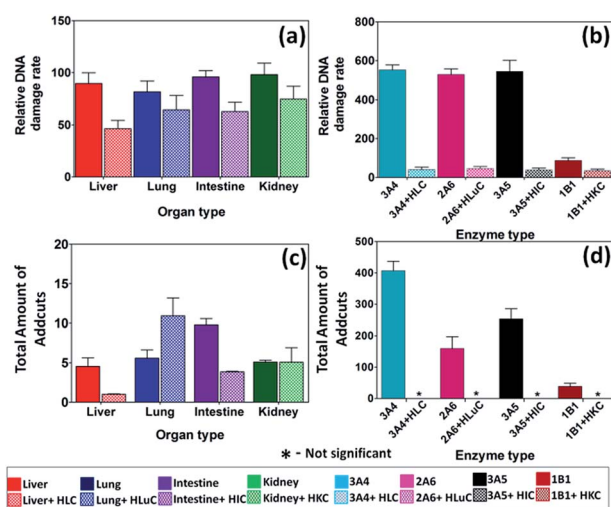 (a)
Relative DNA
damage rate
150
100
50
0
Liver Lung Intestine Kidney
Organ type
(b)
Relative DNA
damage rate
800
600
400
200
0
3A4 3A4+HLC 2A6 2A6+HLuC 3A5 3A5+HIC 1B1 1B1+HKC
Enzyme type
(c)
Total Amount of
Addcuts
20
15
10
5
0
Liver Lung Intestine Kidney
Organ type
(d)
Total Amount of
Addcuts
500
400
300
200
100
0
* * * *
3A4 3A4+HLC 2A6 2A6+HLuC 3A5 3A5+HIC 1B1 1B1+HKC
Enzyme type
* - Not significant
Liver Lung Intestine Kidney 3A4 2A6 3A5 1B1
Liver+ HLC Lung+ HLuC Intestine+ HIC Kidney+ HKC 3A4+ HLC 2A6+ HLuC 3A5+ HIC 1B1+ HKC